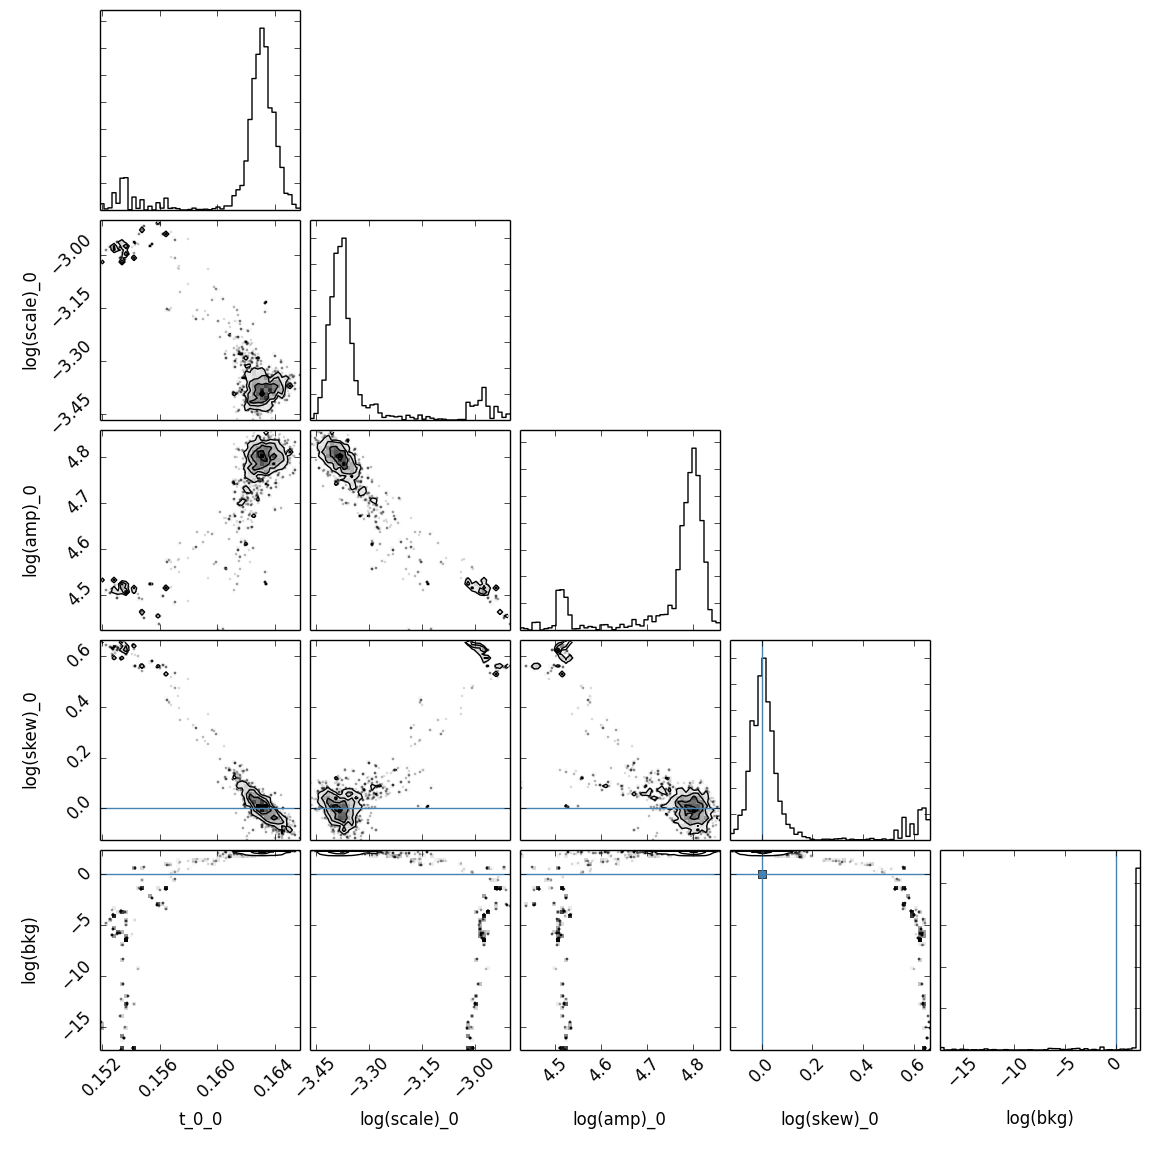 −3.00
−3.15
−3.30
−3.45
log(scale)_0
4.8
4.7
4.6
4.5
log(amp)_0
0.6
0.4
0.2
0.0
log(skew)_0
0
−5
−10
−15
log(bkg)
0.152 0.156 0.160 0.164
t_0_0
−3.45 −3.30 −3.15 −3.00
log(scale)_0
4.5 4.6 4.7 4.8
log(amp)_0
0.0 0.2 0.4 0.6
log(skew)_0
−15 −10 −5 0
log(bkg)